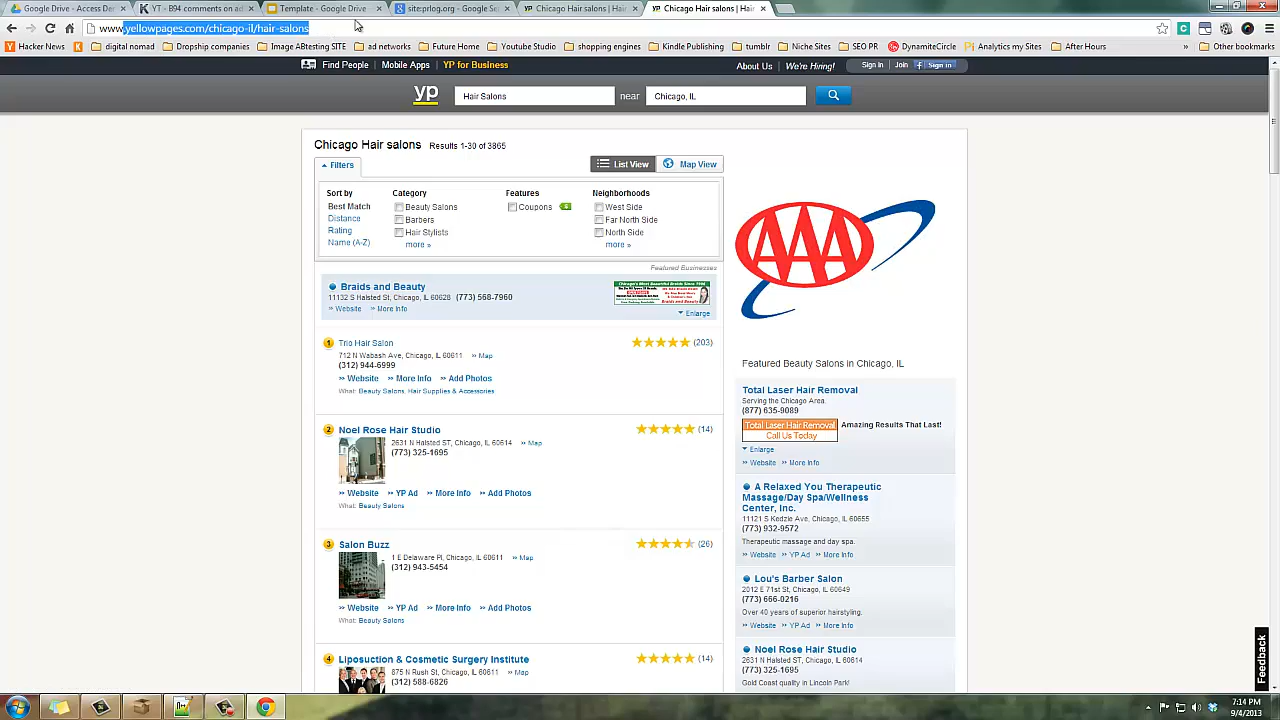 Google Drive - Access Den
YT - B94 comments on ad
Template - Google Drive
site:prlog.org - Google Se
Chicago Hair salons | Hair
Chicago Hair salons | Hair
www.yellowpages.com/chicago-il/hair-salons
Hacker News
digital nomad
Dropship companies
Image ABtesting SITE
ad networks
Future Home
Youtube Studio
shopping engines
Kindle Publishing
tumblr
Niche Sites
SEO PR
DynamiteCircle
Analytics my Sites
After Hours
»
Other bookmarks
Find People
Mobile Apps
YP for Business
About Us
We're Hiring!
Sign In
Join
Sign in
yp
Hair Salons
near
Chicago, IL
Chicago Hair salons Results 1-30 of 3865
Filters
List View
Map View
Sort by
Best Match
Distance
Rating
Name (A-Z)
Category
Beauty Salons
Barbers
Hair Stylists
more »
Features
Coupons
Neighborhoods
West Side
Far North Side
North Side
more »
Featured Businesses
Braids and Beauty
11132 S Halsted St, Chicago, IL 60628 (773) 568-7960
» Website » More Info
Enlarge
1 Trio Hair Salon
(203)
712 N Wabash Ave, Chicago, IL 60611 » Map
(312) 944-6999
» Website » More Info » Add Photos
What: Beauty Salons, Hair Supplies & Accessories
2 Noel Rose Hair Studio
(14)
2631 N Halsted ST, Chicago, IL 60614 » Map
(773) 325-1695
» Website » YP Ad » More Info » Add Photos
What: Beauty Salons
3 Salon Buzz
(26)
1 E Delaware Pl, Chicago, IL 60611 » Map
(312) 943-5454
» Website » YP Ad » More Info » Add Photos
What: Beauty Salons
4 Liposuction & Cosmetic Surgery Institute
(14)
875 N Rush St, Chicago, IL 60611 » Map
(312) 588-6826
AAA
Featured Beauty Salons in Chicago, IL
Total Laser Hair Removal
Serving the Chicago Area.
(877) 635-9089
Total Laser Hair Removal
Call Us Today
Amazing Results That Last!
Enlarge
» Website » More Info
A Relaxed You Therapeutic
Massage/Day Spa/Wellness
Center, Inc.
11121 S Kedzie Ave, Chicago, IL 60655
(773) 932-9572
Therapeutic massage and day spa.
» Website » YP Ad » More Info
Lou's Barber Salon
2012 E 71st St, Chicago, IL 60649
(773) 666-0216
Over 40 years of superior hairstyling.
» Website » YP Ad » More Info
Noel Rose Hair Studio
2631 N Halsted ST, Chicago, IL 60614
(773) 325-1695
Gold Coast quality in Lincoln Park!
Feedback
7:14 PM
9/4/2013